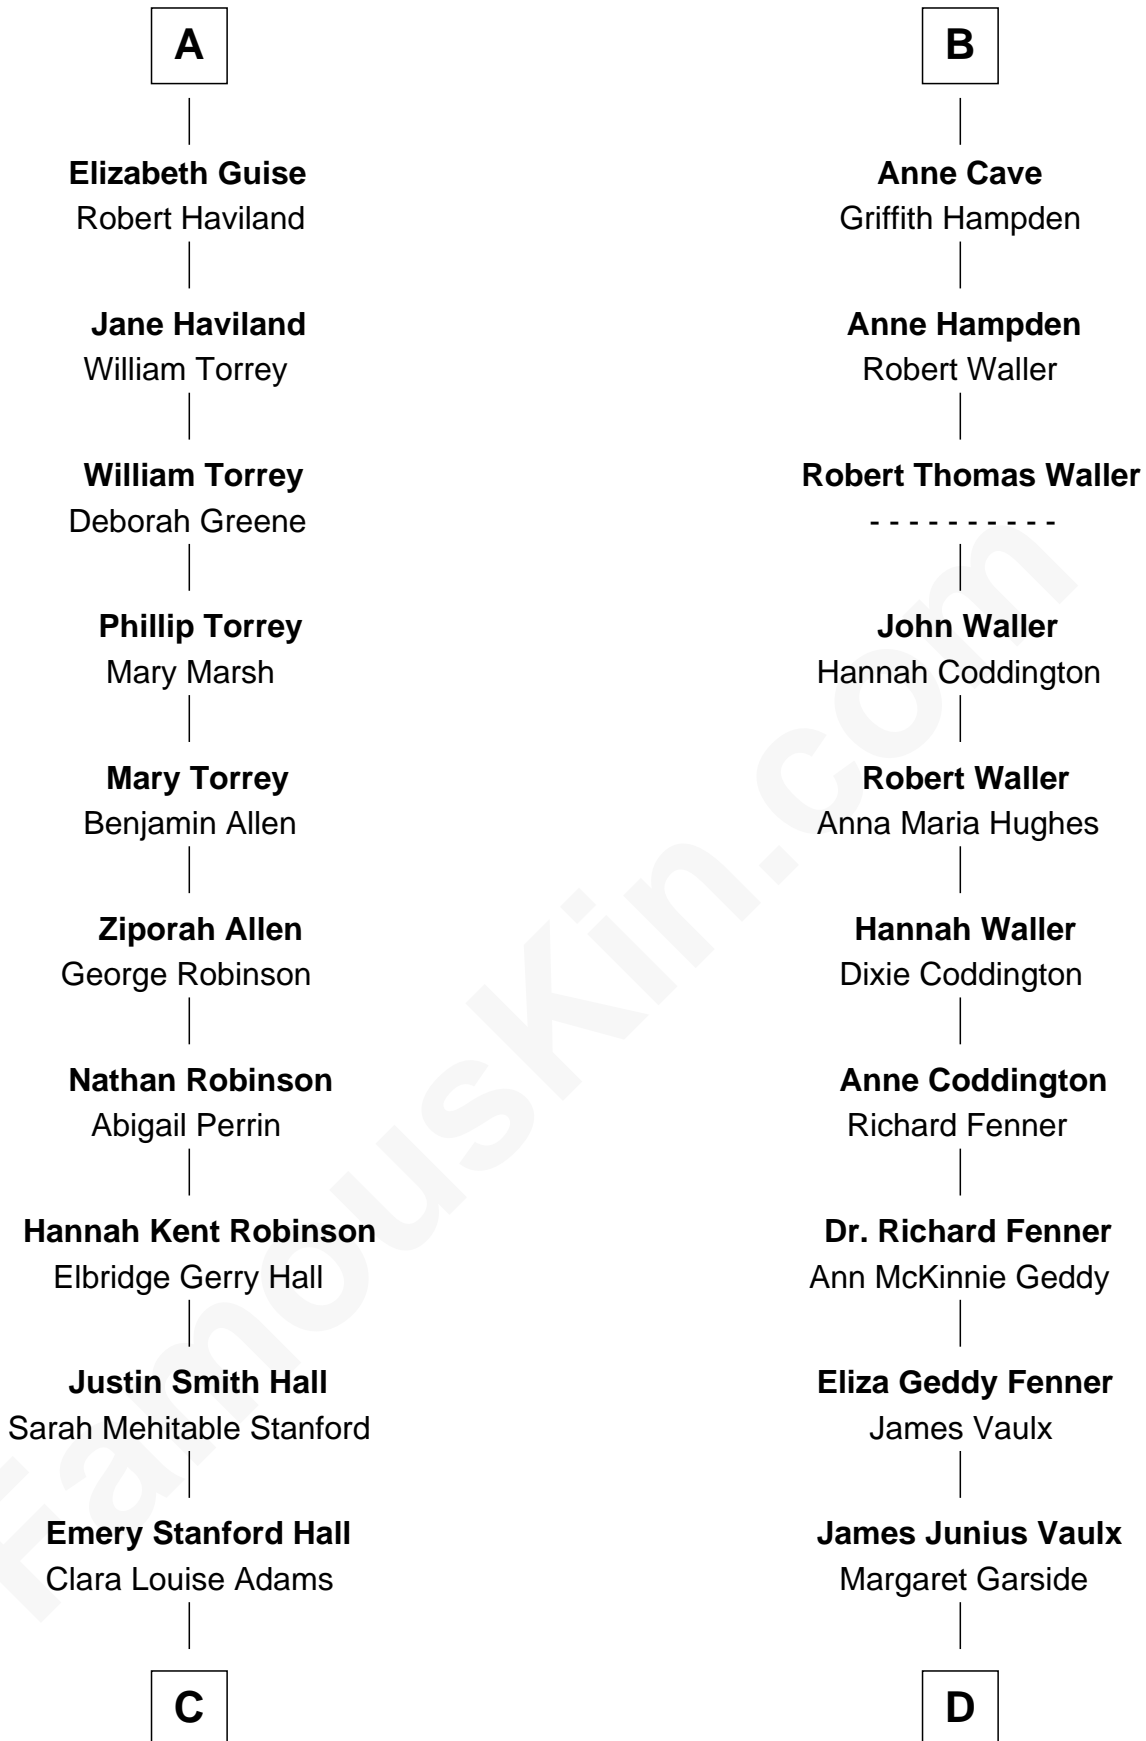 A
Elizabeth Guise
Robert Haviland
Jane Haviland
William Torrey
William Torrey
Deborah Greene
Phillip Torrey
Mary Marsh
Mary Torrey
Benjamin Allen
Ziporah Allen
George Robinson
Nathan Robinson
Abigail Perrin
Hannah Kent Robinson
Elbridge Gerry Hall
Justin Smith Hall
Sarah Mehitable Stanford
Emery Stanford Hall
Clara Louise Adams
C
B
Anne Cave
Griffith Hampden
Anne Hampden
Robert Waller
Robert Thomas Waller
- - - - - - - - - -
John Waller
Hannah Coddington
Robert Waller
Anna Maria Hughes
Hannah Waller
Dixie Coddington
Anne Coddington
Richard Fenner
Dr. Richard Fenner
Ann McKinnie Geddy
Eliza Geddy Fenner
James Vaulx
James Junius Vaulx
Margaret Garside
D
FamousKin.com